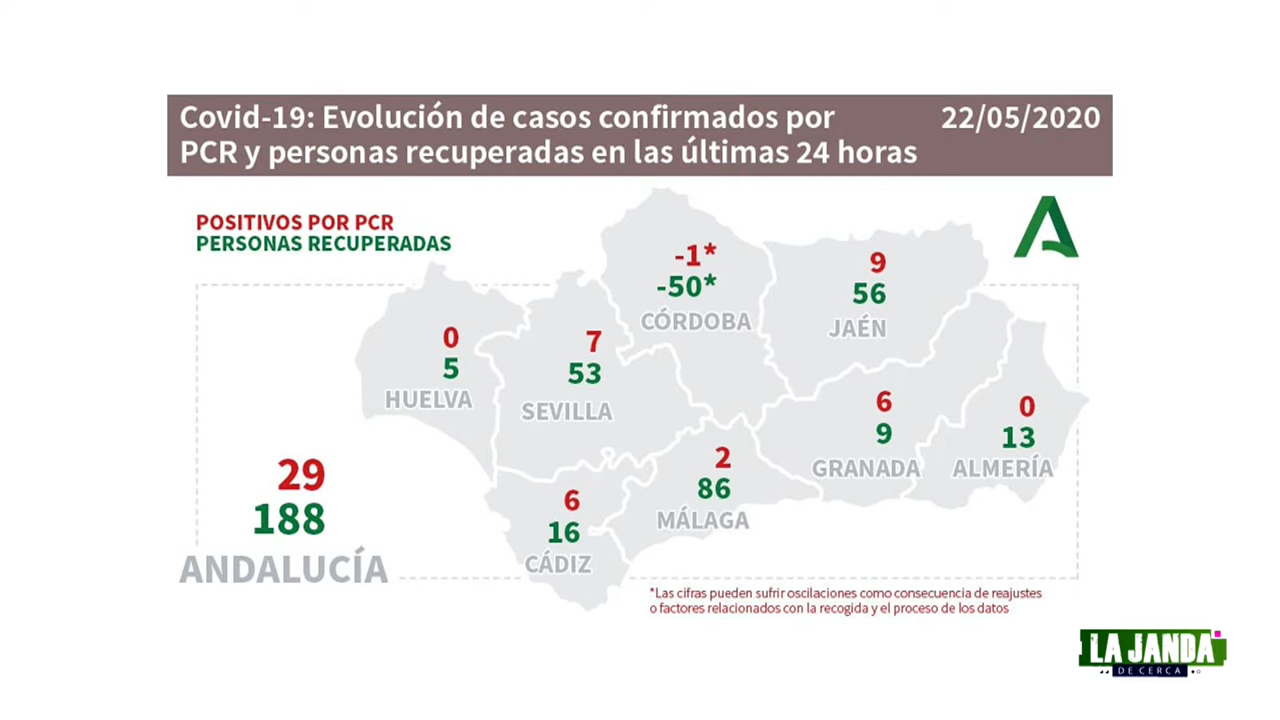 Covid-19: Evolución de casos confirmados por
PCR y personas recuperadas en las últimas 24 horas
22/05/2020
POSITIVOS POR PCR
PERSONAS RECUPERADAS
-1*
-50*
CÓRDOBA
9
56
JAÉN
0
5
HUELVA
7
53
SEVILLA
6
9
GRANADA
0
13
ALMERÍA
2
86
MÁLAGA
6
16
CÁDIZ
29
188
ANDALUCÍA
*Las cifras pueden sufrir oscilaciones como consecuencia de reajustes
o factores relacionados con la recogida y el proceso de los datos
LA JANDA
DE CERCA